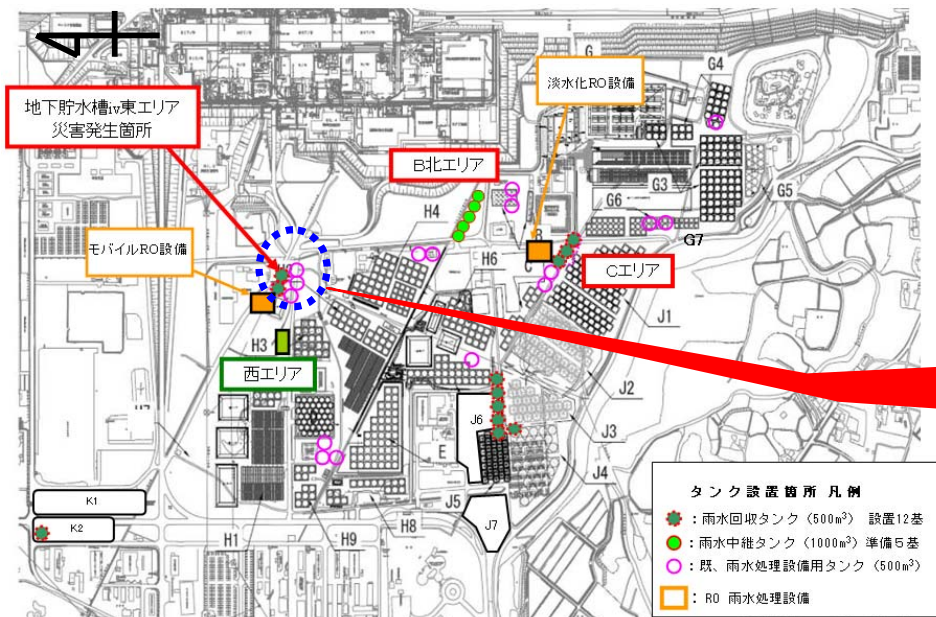 地下貯水槽ⅳ東エリア
災害発生箇所
淡水化RO設備
B北エリア
モバイルRO設備
Cエリア
西エリア
G
G4
G3
G5
G6
G7
H4
H6
B
C
H3
J1
J2
J3
J4
J5
J6
J7
E
K1
K2
H1
H9
H8
タンク設置箇所 凡例
：雨水回収タンク（500m³） 設置12基
：雨水中継タンク（1000m³） 準備5基
：既、雨水処理設備用タンク（500m³）
：RO 雨水処理設備